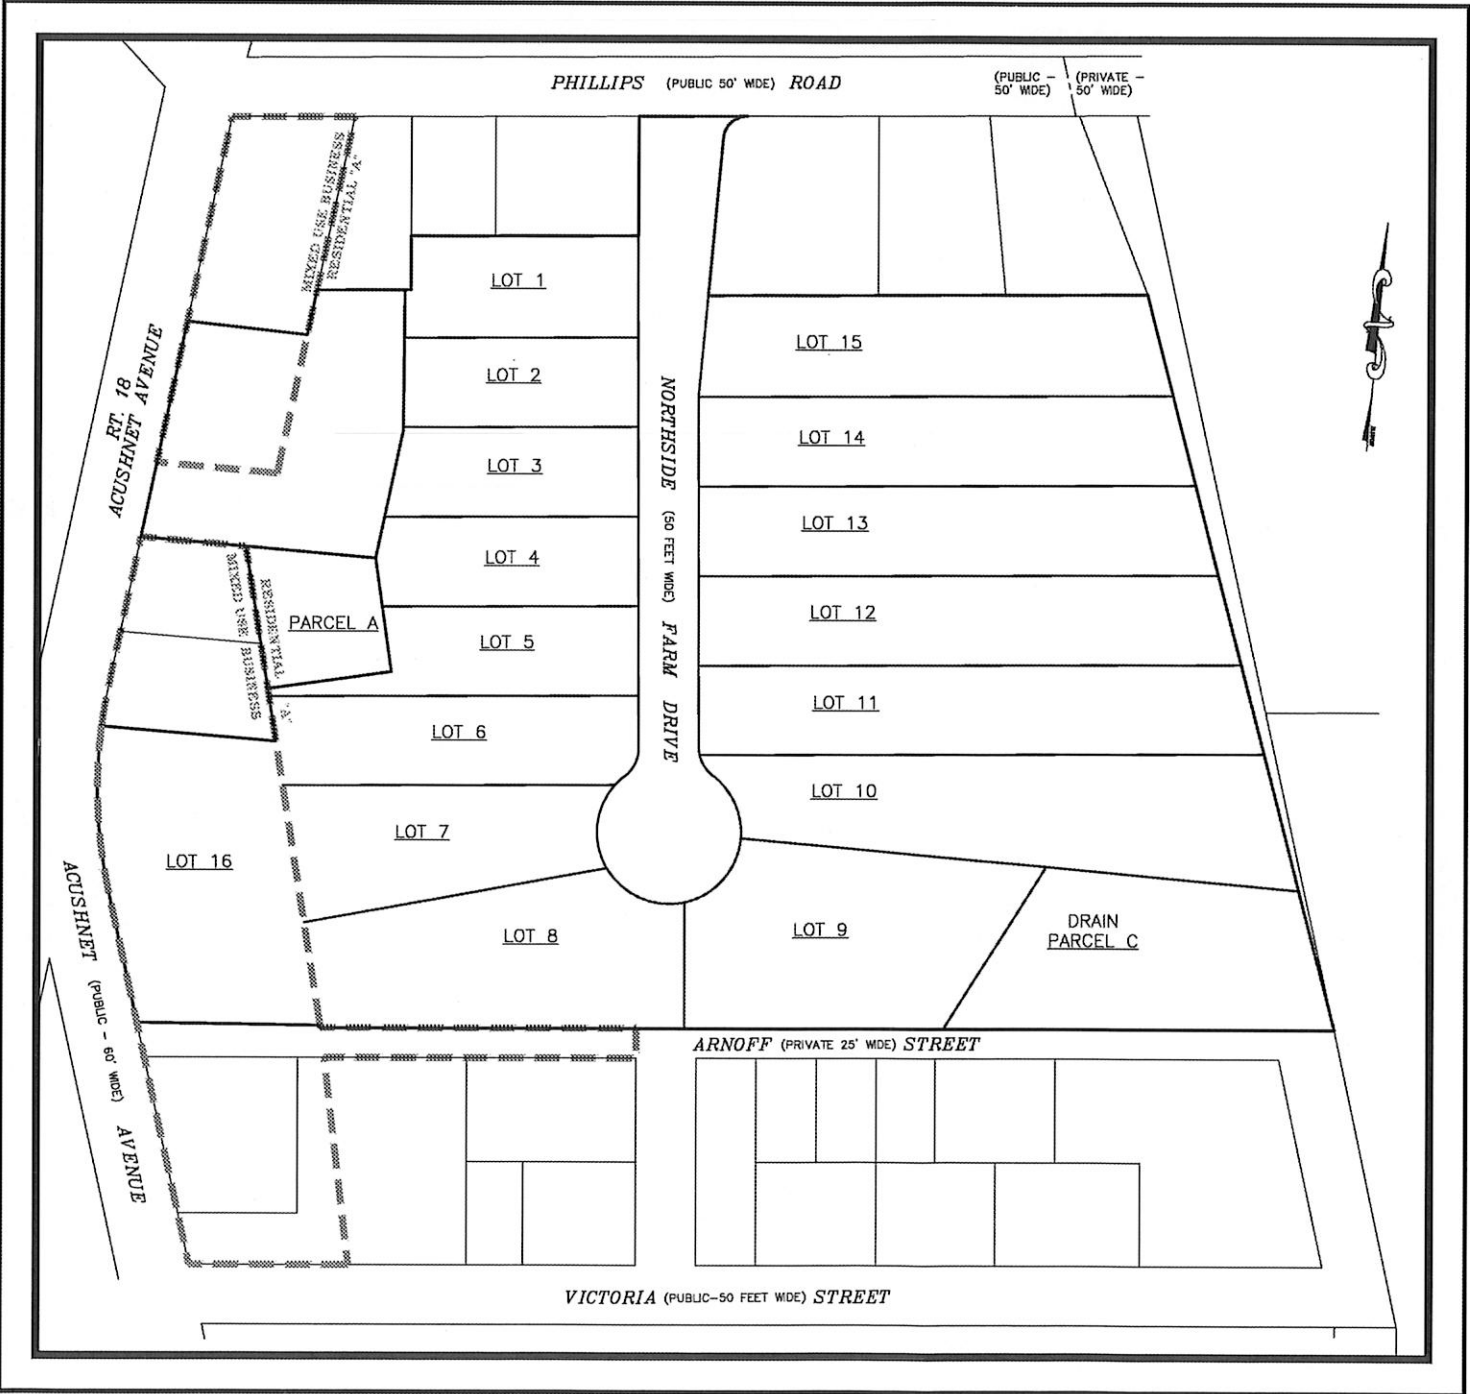 PHILLIPS (PUBLIC 50' WIDE) ROAD
(PUBLIC –
50' WIDE)
(PRIVATE –
50' WIDE)
MIXED USE BUSINESS
RESIDENTIAL "A"
LOT 1
LOT 15
RT. 18
ACUSHNET AVENUE
LOT 2
NORTHSIDE (50 FEET WIDE) FARM DRIVE
LOT 14
LOT 3
LOT 13
LOT 4
RESIDENTIAL "A"
MIXED USE BUSINESS
PARCEL A
LOT 12
LOT 5
LOT 11
LOT 6
LOT 10
LOT 7
LOT 16
ACUSHNET (PUBLIC – 60' WIDE) AVENUE
LOT 8
LOT 9
DRAIN
PARCEL C
ARNOFF (PRIVATE 25' WIDE) STREET
VICTORIA (PUBLIC–50 FEET WIDE) STREET